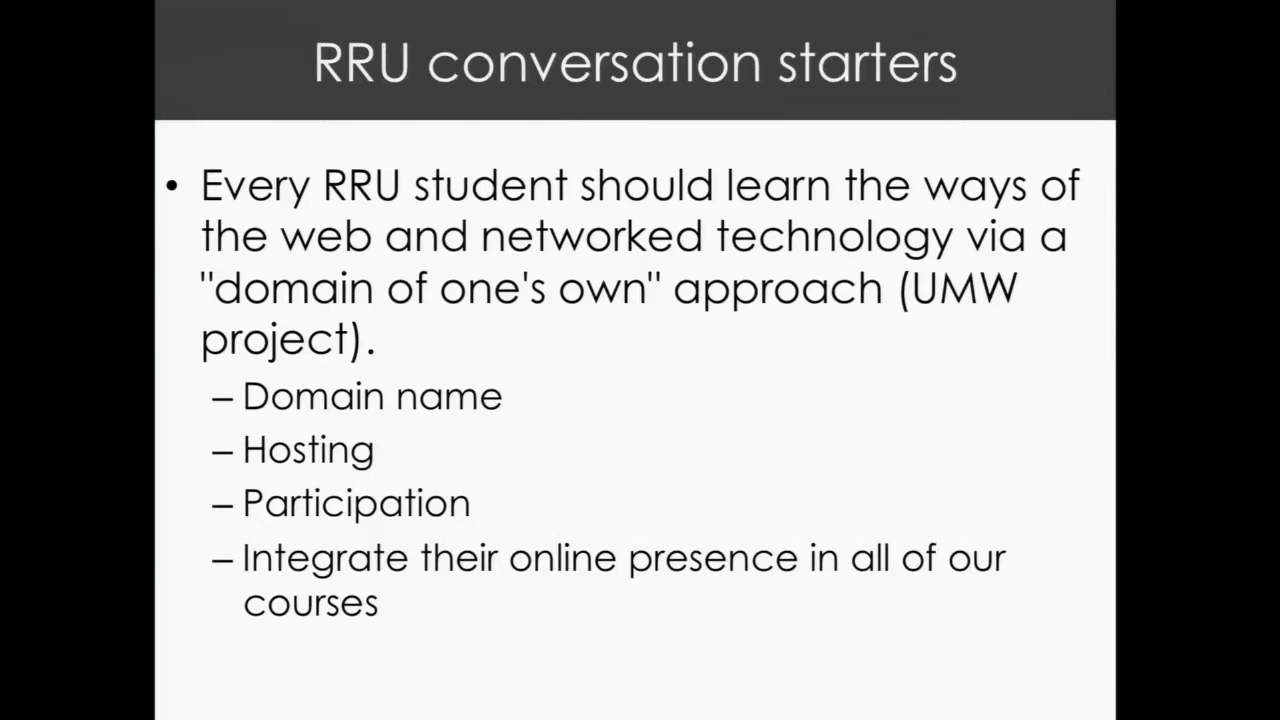 RRU conversation starters
• Every RRU student should learn the ways of
the web and networked technology via a
"domain of one's own" approach (UMW
project).
– Domain name
– Hosting
– Participation
– Integrate their online presence in all of our
courses